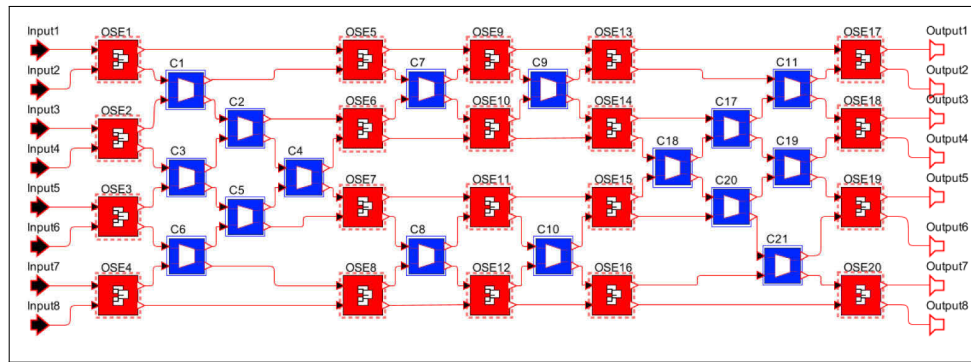 Input1
OSE1
OSE5
OSE9
OSE13
OSE17
Output1
Input2
C1
C7
C9
C11
Output2
Input3
OSE2
C2
OSE6
OSE10
OSE14
C17
OSE18
Output3
Input4
C3
C4
C18
C19
Output4
Input5
OSE3
C5
OSE7
OSE11
OSE15
C20
OSE19
Output5
Input6
C6
C8
C10
C21
Output6
Input7
OSE4
OSE8
OSE12
OSE16
OSE20
Output7
Input8
Output8